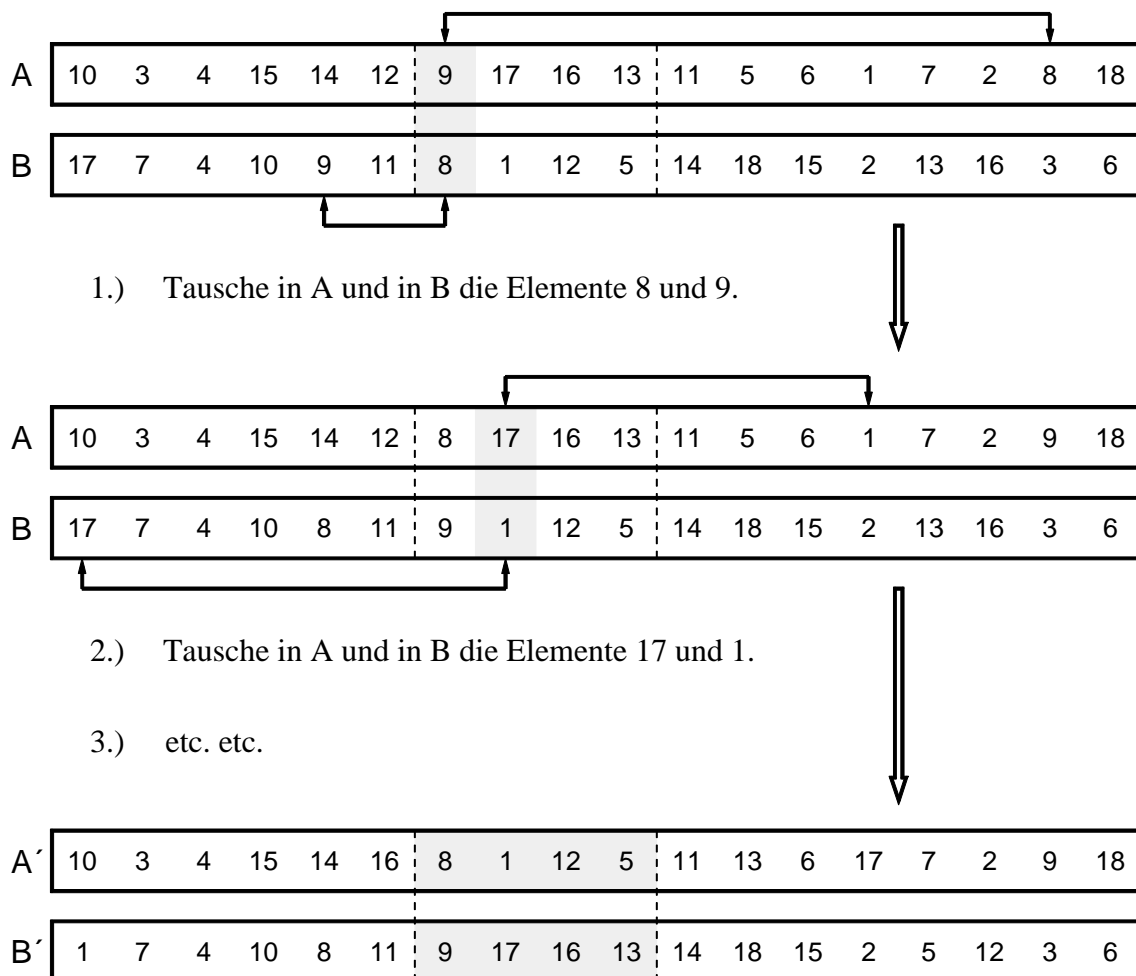 A 10 3 4 15 14 12 9 17 16 13 11 5 6 1 7 2 8 18
B 17 7 4 10 9 11 8 1 12 5 14 18 15 2 13 16 3 6
1.) Tausche in A und in B die Elemente 8 und 9.
A 10 3 4 15 14 12 8 17 16 13 11 5 6 1 7 2 9 18
B 17 7 4 10 8 11 9 1 12 5 14 18 15 2 13 16 3 6
2.) Tausche in A und in B die Elemente 17 und 1.
3.) etc. etc.
A´ 10 3 4 15 14 16 8 1 12 5 11 13 6 17 7 2 9 18
B´ 1 7 4 10 8 11 9 17 16 13 14 18 15 2 5 12 3 6